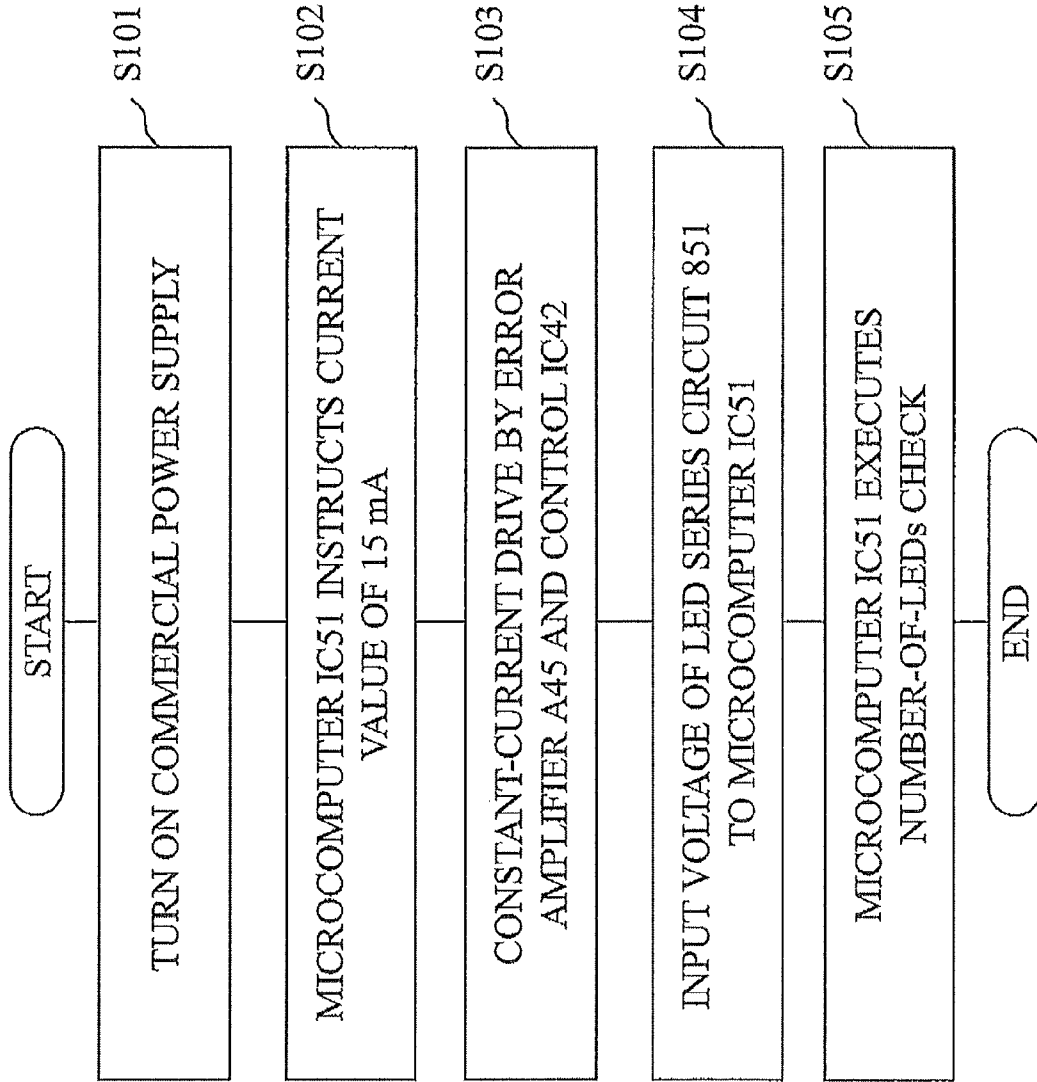 START
S101
TURN ON COMMERCIAL POWER SUPPLY
S102
MICROCOMPUTER IC51 INSTRUCTS CURRENT
VALUE OF 15 mA
S103
CONSTANT-CURRENT DRIVE BY ERROR
AMPLIFIER A45 AND CONTROL IC42
S104
INPUT VOLTAGE OF LED SERIES CIRCUIT 851
TO MICROCOMPUTER IC51
S105
MICROCOMPUTER IC51 EXECUTES
NUMBER-OF-LEDs CHECK
END